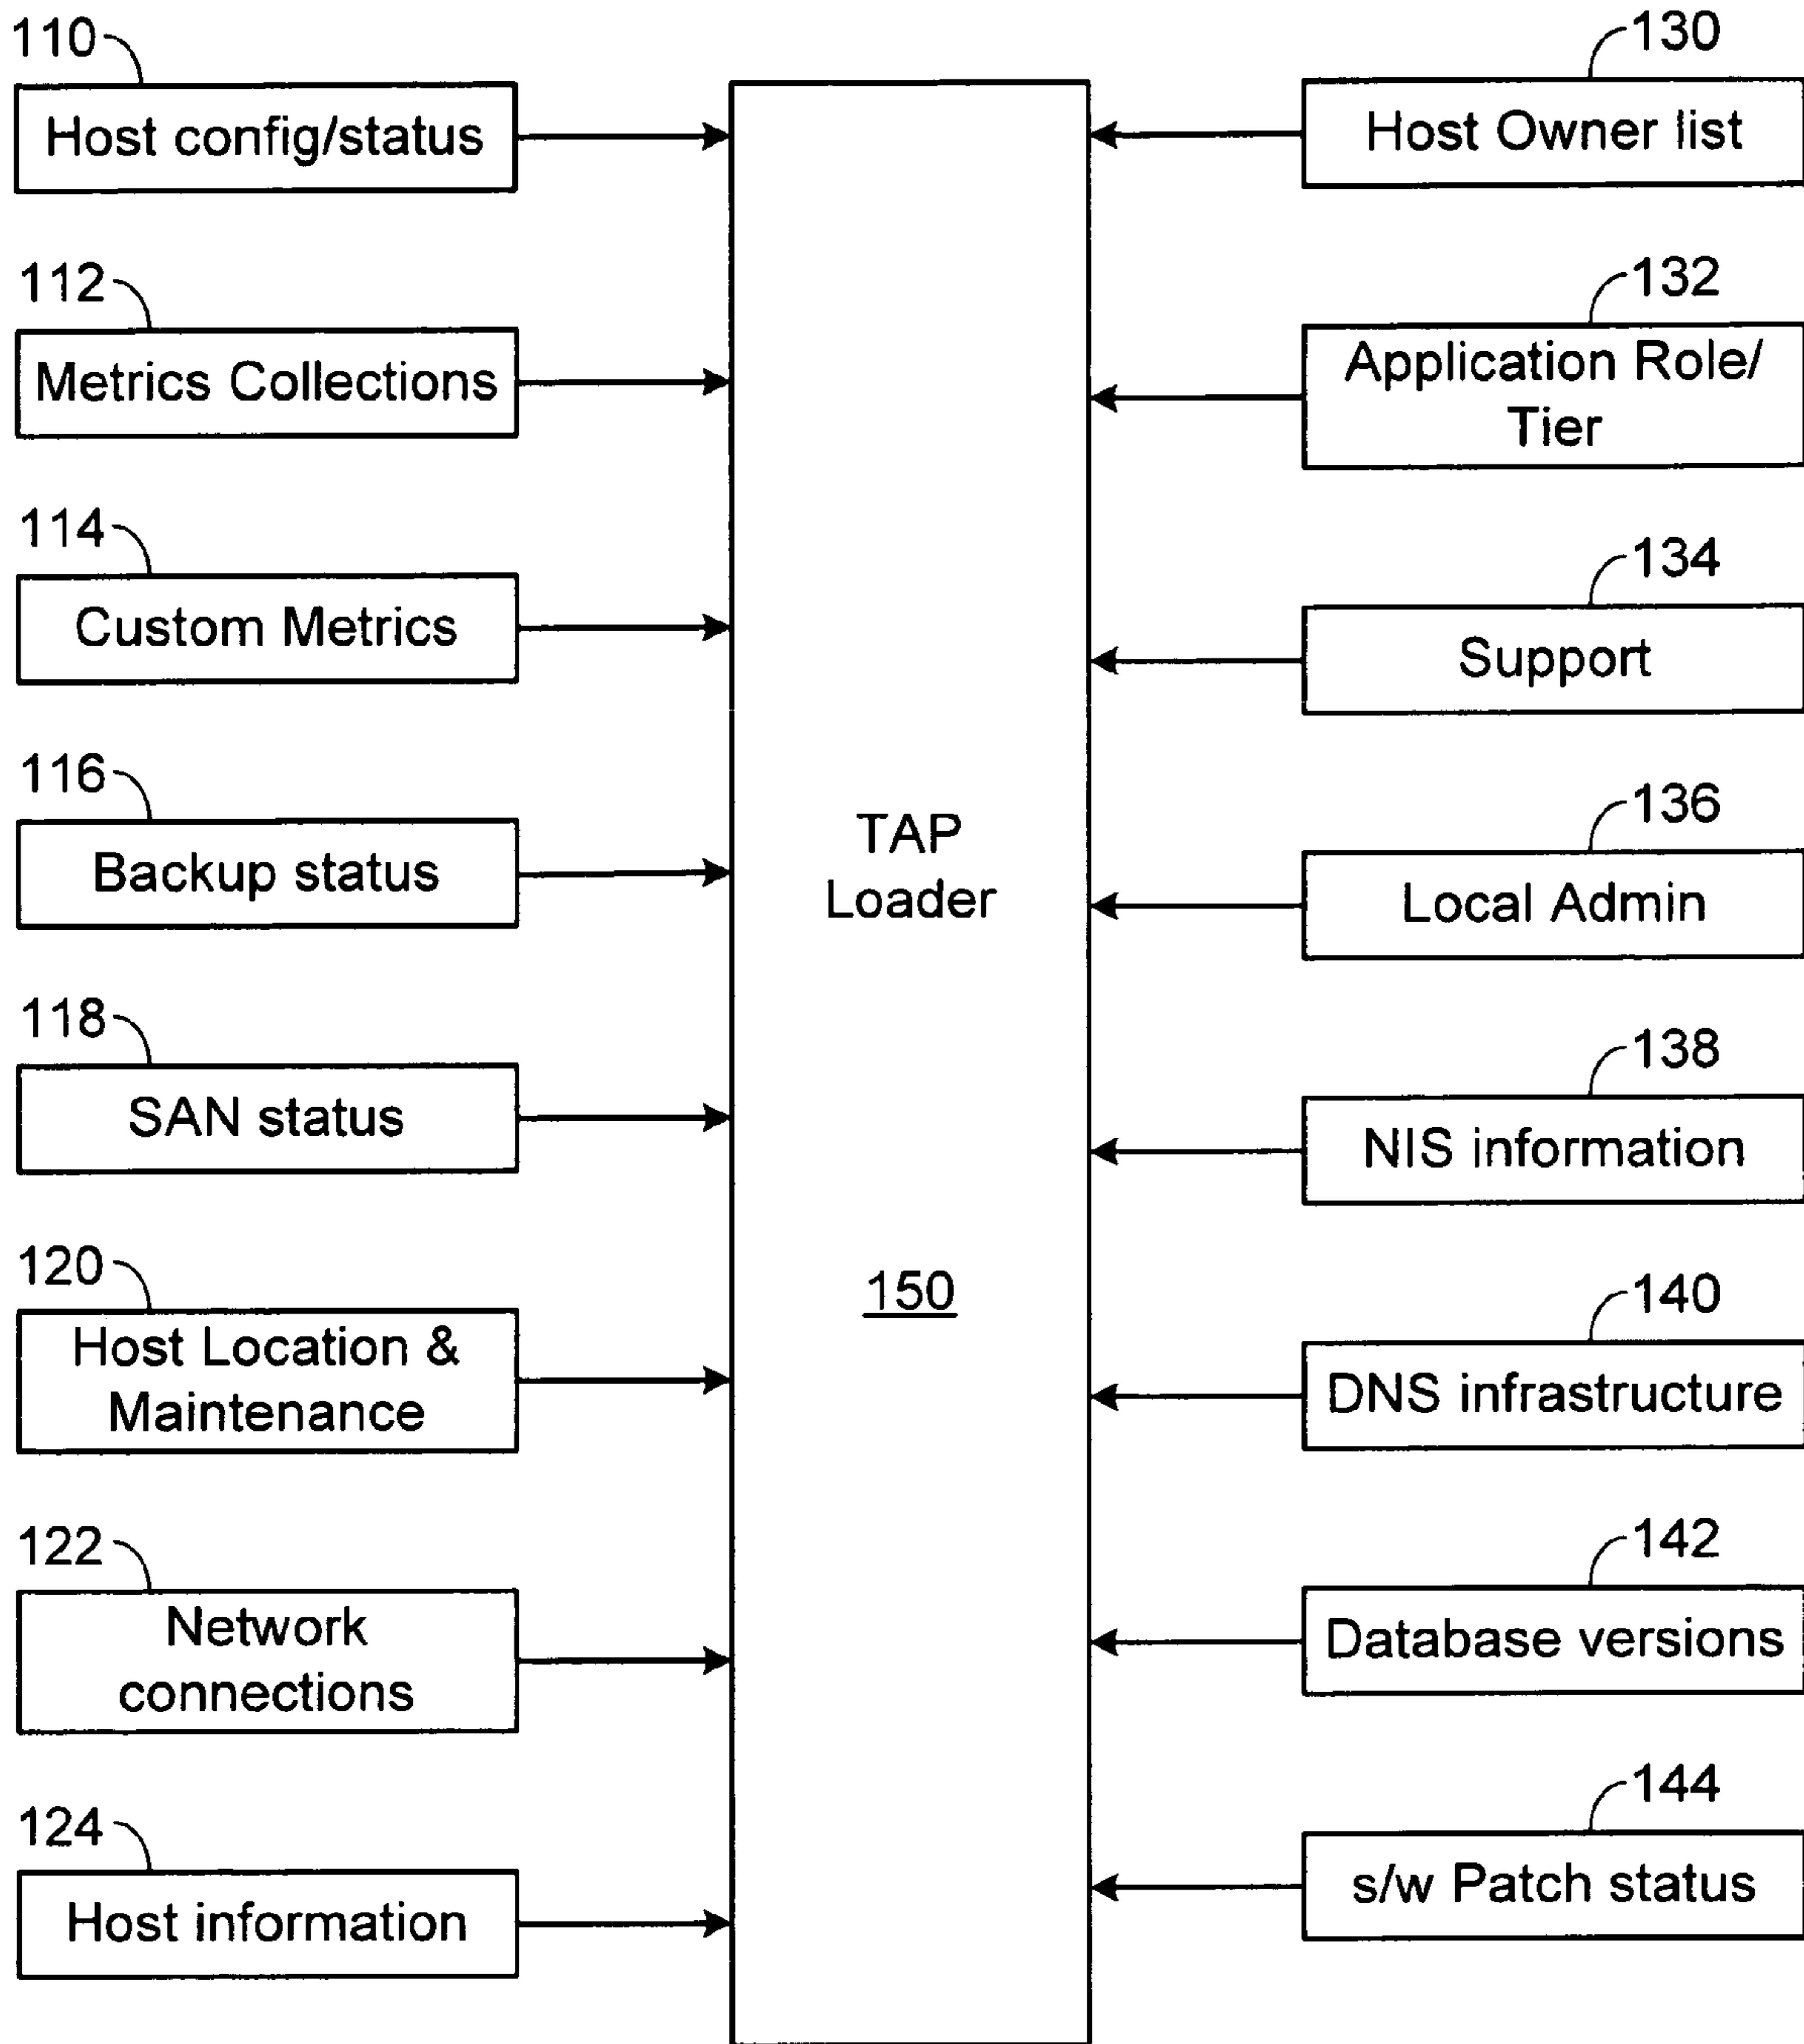 110
Host config/status
112
Metrics Collections
114
Custom Metrics
116
Backup status
118
SAN status
120
Host Location &
Maintenance
122
Network
connections
124
Host information
TAP
Loader
150
130
Host Owner list
132
Application Role/
Tier
134
Support
136
Local Admin
138
NIS information
140
DNS infrastructure
142
Database versions
144
s/w Patch status